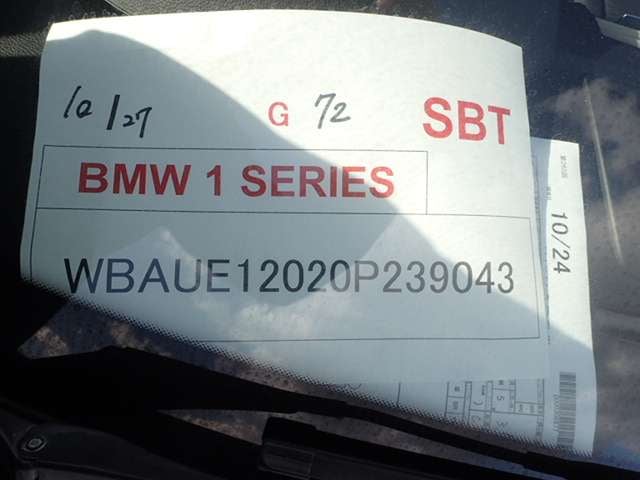 10/27 G 72 SBT
BMW 1 SERIES
WBAUE12020P239043
10/24